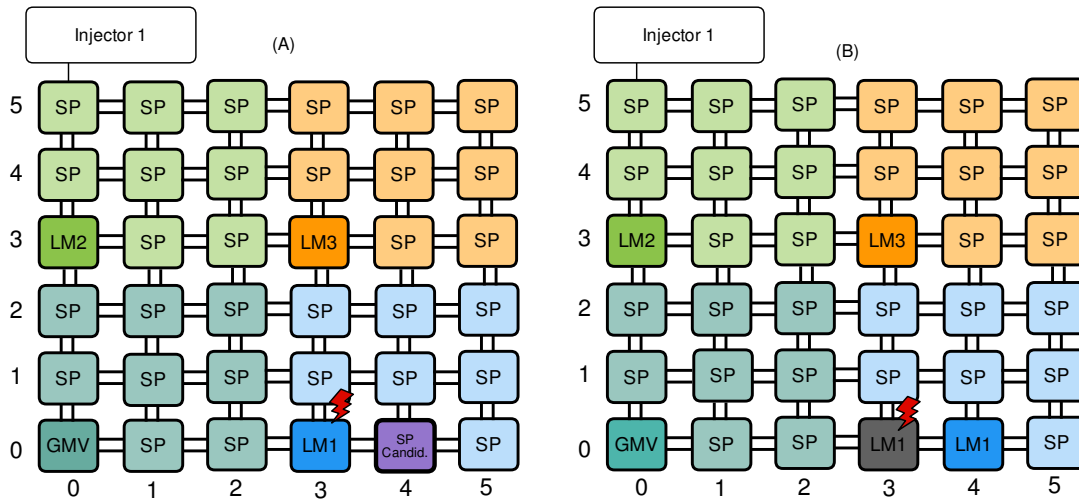 Injector 1
(A)
5 SP SP SP SP SP SP
4 SP SP SP SP SP SP
3 LM2 SP SP LM3 SP SP
2 SP SP SP SP SP SP
1 SP SP SP SP SP SP
0 GMV SP SP LM1 SP Candid. SP
0 1 2 3 4 5
Injector 1
(B)
5 SP SP SP SP SP SP
4 SP SP SP SP SP SP
3 LM2 SP SP LM3 SP SP
2 SP SP SP SP SP SP
1 SP SP SP SP SP SP
0 GMV SP SP LM1 LM1 SP
0 1 2 3 4 5